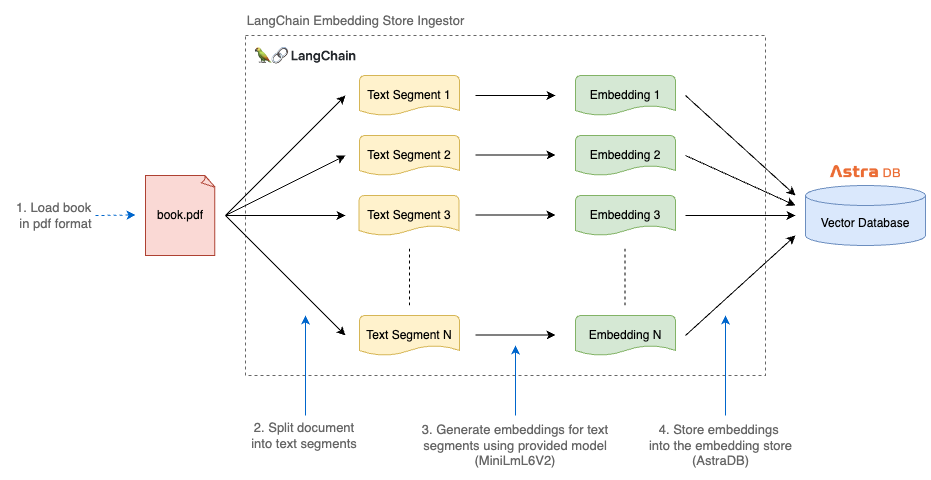 LangChain Embedding Store Ingestor
LangChain
1. Load book
in pdf format
book.pdf
Text Segment 1
Text Segment 2
Text Segment 3
Text Segment N
Embedding 1
Embedding 2
Embedding 3
Embedding N
Astra DB
Vector Database
2. Split document
into text segments
3. Generate embeddings for text
segments using provided model
(MiniLmL6V2)
4. Store embeddings
into the embedding store
(AstraDB)